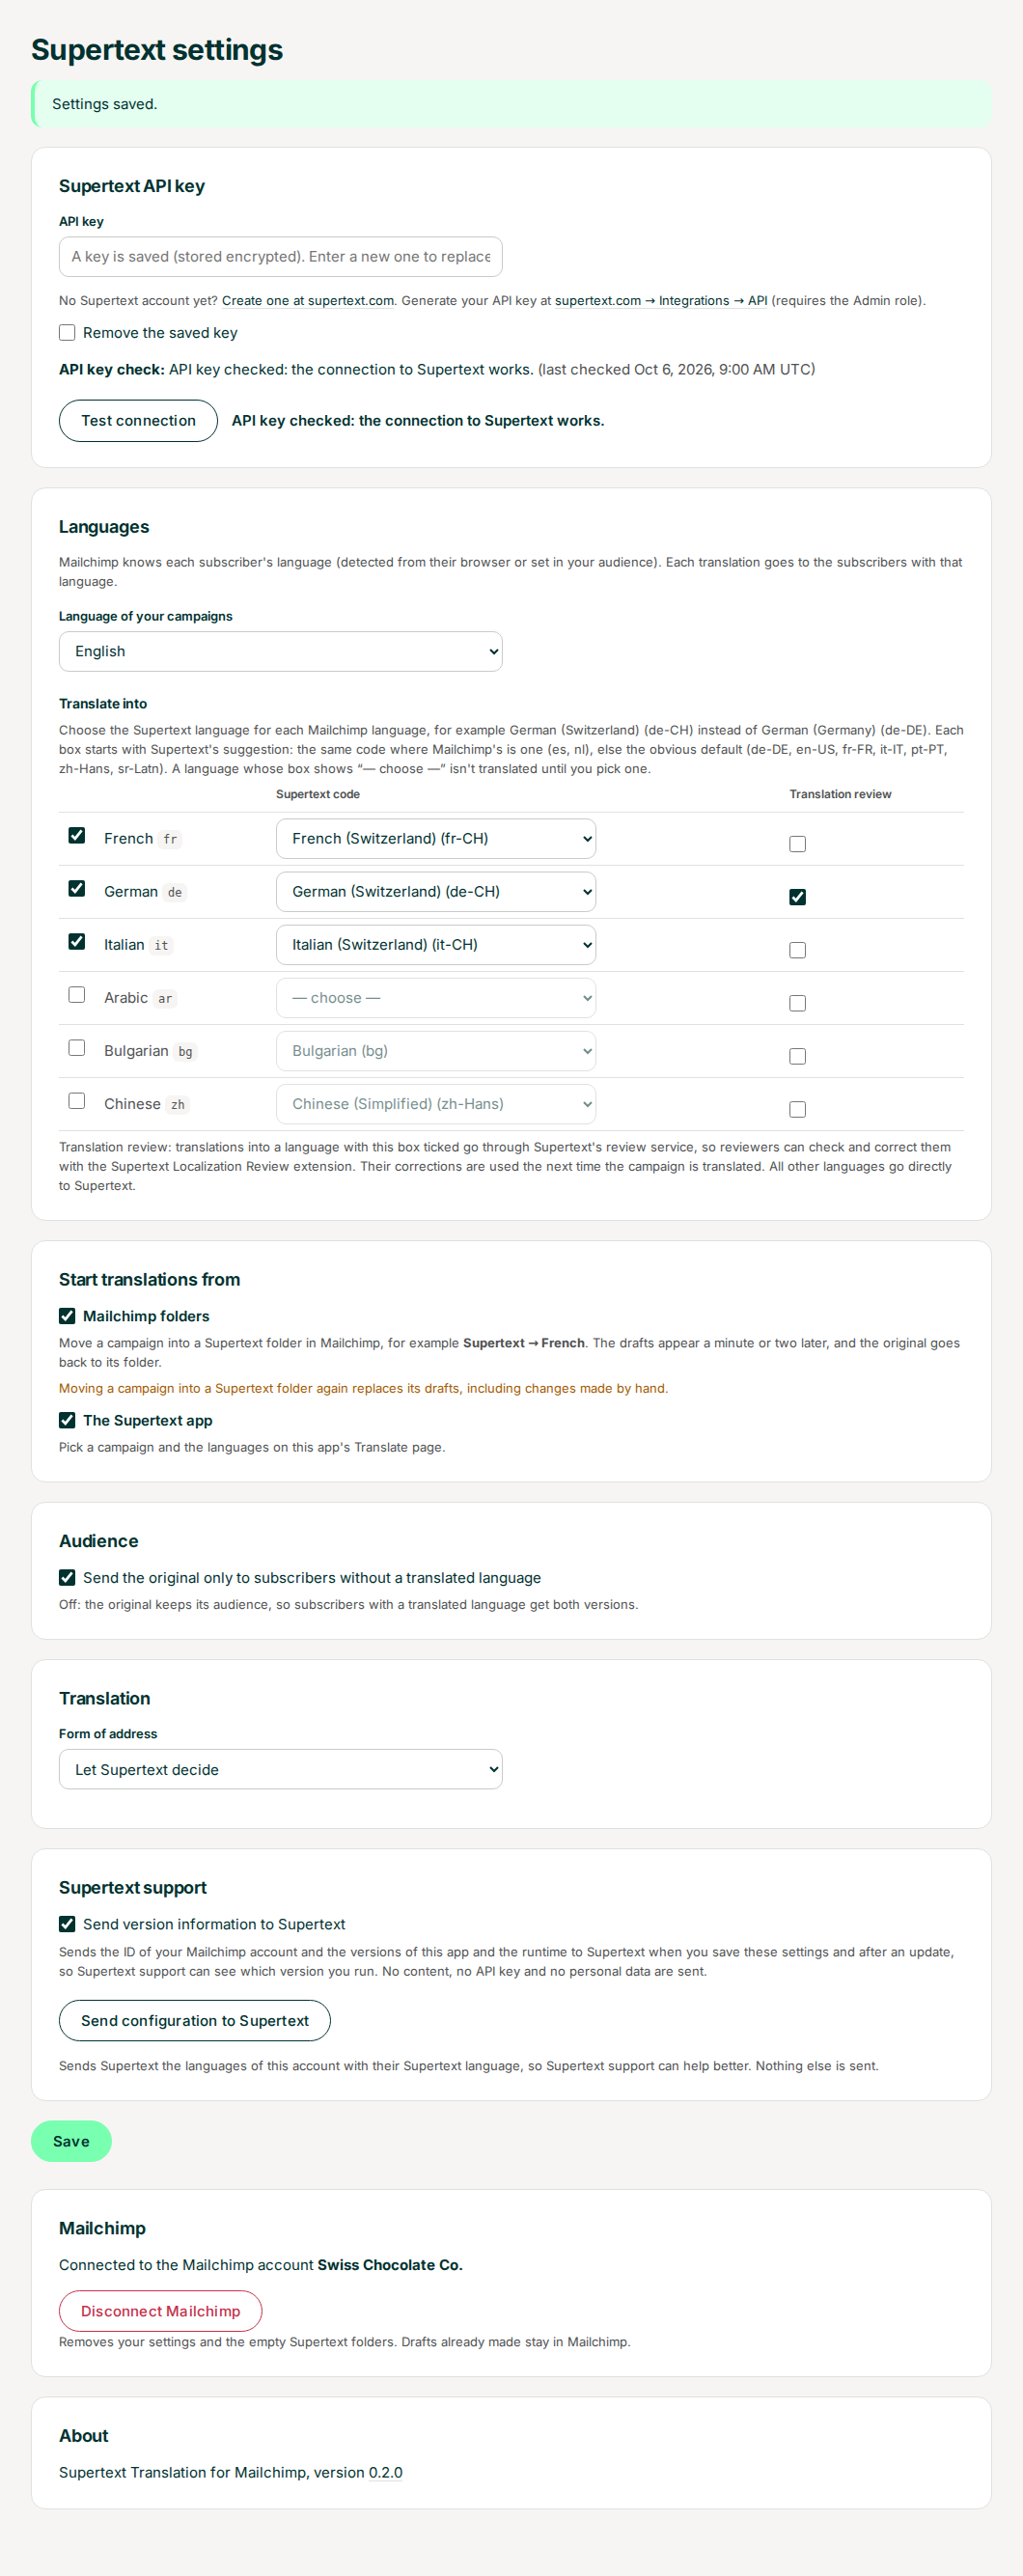 Supertext settings
Settings saved.
Supertext API key
API key
A key is saved (stored encrypted). Enter a new one to replace
No Supertext account yet? Create one at supertext.com. Generate your API key at supertext.com → Integrations → API (requires the Admin role).
Remove the saved key
API key check: API key checked: the connection to Supertext works. (last checked Oct 6, 2026, 9:00 AM UTC)
Test connection API key checked: the connection to Supertext works.
Languages
Mailchimp knows each subscriber's language (detected from their browser or set in your audience). Each translation goes to the subscribers with that
language.
Language of your campaigns
English
Translate into
Choose the Supertext language for each Mailchimp language, for example German (Switzerland) (de-CH) instead of German (Germany) (de-DE). Each
box starts with Supertext's suggestion: the same code where Mailchimp's is one (es, nl), else the obvious default (de-DE, en-US, fr-FR, it-IT, pt-PT,
zh-Hans, sr-Latn). A language whose box shows “— choose —” isn't translated until you pick one.
Supertext code Translation review
French fr French (Switzerland) (fr-CH)
German de German (Switzerland) (de-CH)
Italian it Italian (Switzerland) (it-CH)
Arabic ar — choose —
Bulgarian bg Bulgarian (bg)
Chinese zh Chinese (Simplified) (zh-Hans)
Translation review: translations into a language with this box ticked go through Supertext's review service, so reviewers can check and correct them
with the Supertext Localization Review extension. Their corrections are used the next time the campaign is translated. All other languages go directly
to Supertext.
Start translations from
Mailchimp folders
Move a campaign into a Supertext folder in Mailchimp, for example Supertext → French. The drafts appear a minute or two later, and the original goes
back to its folder.
Moving a campaign into a Supertext folder again replaces its drafts, including changes made by hand.
The Supertext app
Pick a campaign and the languages on this app's Translate page.
Audience
Send the original only to subscribers without a translated language
Off: the original keeps its audience, so subscribers with a translated language get both versions.
Translation
Form of address
Let Supertext decide
Supertext support
Send version information to Supertext
Sends the ID of your Mailchimp account and the versions of this app and the runtime to Supertext when you save these settings and after an update,
so Supertext support can see which version you run. No content, no API key and no personal data are sent.
Send configuration to Supertext
Sends Supertext the languages of this account with their Supertext language, so Supertext support can help better. Nothing else is sent.
Save
Mailchimp
Connected to the Mailchimp account Swiss Chocolate Co.
Disconnect Mailchimp
Removes your settings and the empty Supertext folders. Drafts already made stay in Mailchimp.
About
Supertext Translation for Mailchimp, version 0.2.0